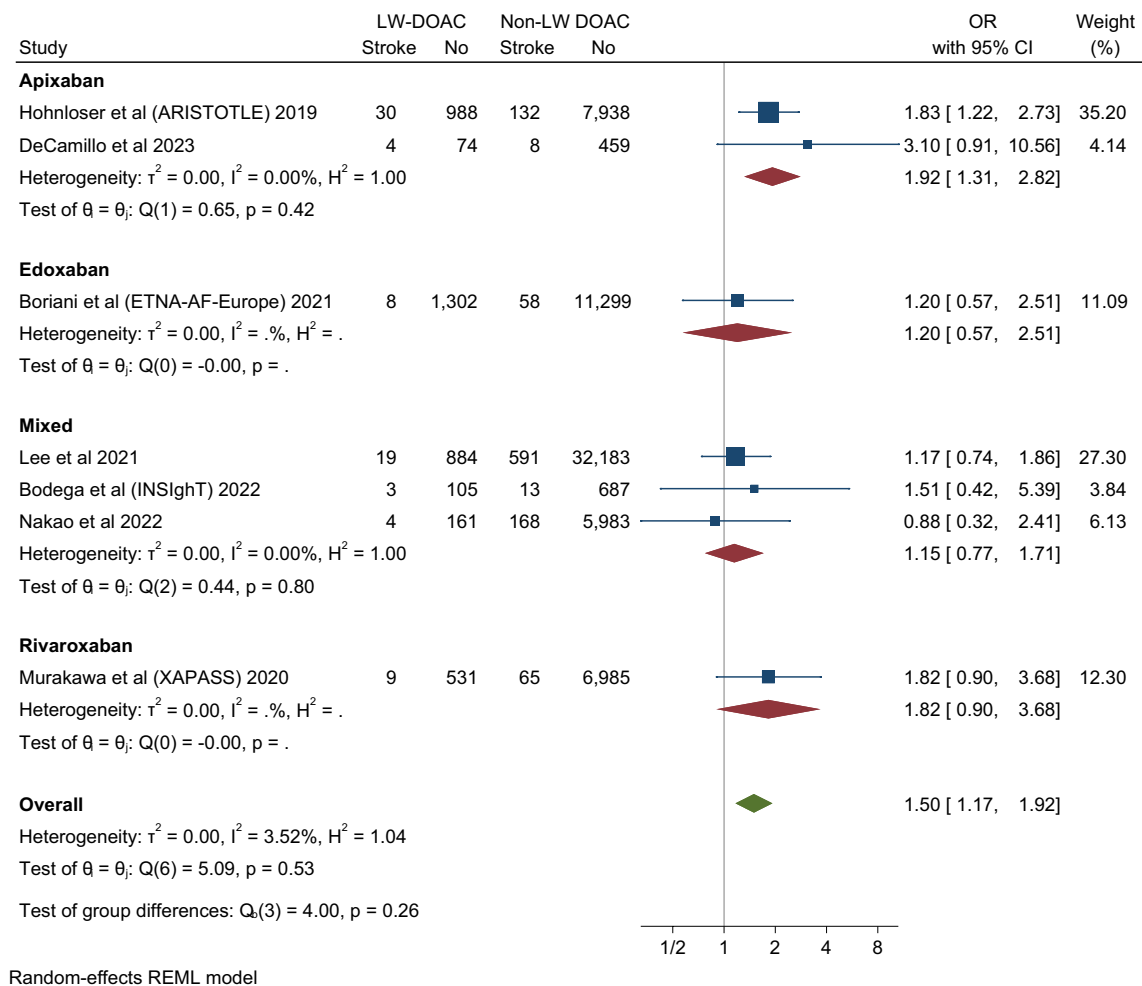 LW-DOAC Non-LW DOAC OR Weight
Study Stroke No Stroke No with 95% CI (%)
Apixaban
Hohnloser et al (ARISTOTLE) 2019 30 988 132 7,938 1.83 [ 1.22, 2.73] 35.20
DeCamillo et al 2023 4 74 8 459 3.10 [ 0.91, 10.56] 4.14
Heterogeneity: τ² = 0.00, I² = 0.00%, H² = 1.00 1.92 [ 1.31, 2.82]
Test of θᵢ = θⱼ: Q(1) = 0.65, p = 0.42
Edoxaban
Boriani et al (ETNA-AF-Europe) 2021 8 1,302 58 11,299 1.20 [ 0.57, 2.51] 11.09
Heterogeneity: τ² = 0.00, I² = .%, H² = . 1.20 [ 0.57, 2.51]
Test of θᵢ = θⱼ: Q(0) = -0.00, p = .
Mixed
Lee et al 2021 19 884 591 32,183 1.17 [ 0.74, 1.86] 27.30
Bodega et al (INSIghT) 2022 3 105 13 687 1.51 [ 0.42, 5.39] 3.84
Nakao et al 2022 4 161 168 5,983 0.88 [ 0.32, 2.41] 6.13
Heterogeneity: τ² = 0.00, I² = 0.00%, H² = 1.00 1.15 [ 0.77, 1.71]
Test of θᵢ = θⱼ: Q(2) = 0.44, p = 0.80
Rivaroxaban
Murakawa et al (XAPASS) 2020 9 531 65 6,985 1.82 [ 0.90, 3.68] 12.30
Heterogeneity: τ² = 0.00, I² = .%, H² = . 1.82 [ 0.90, 3.68]
Test of θᵢ = θⱼ: Q(0) = -0.00, p = .
Overall 1.50 [ 1.17, 1.92]
Heterogeneity: τ² = 0.00, I² = 3.52%, H² = 1.04
Test of θᵢ = θⱼ: Q(6) = 5.09, p = 0.53
Test of group differences: Q_b(3) = 4.00, p = 0.26
1/2 1 2 4 8
Random-effects REML model